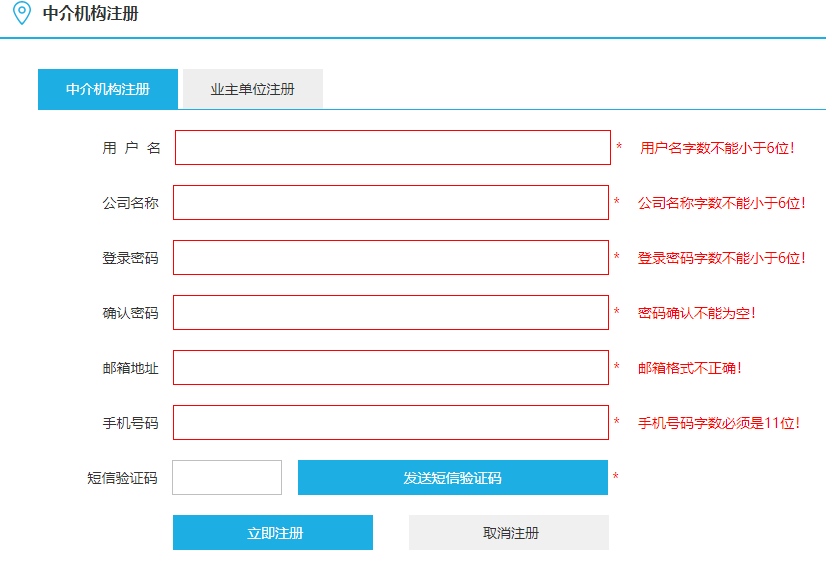 中介机构注册
中介机构注册 业主单位注册
用 户 名 * 用户名字数不能小于6位！
公司名称 * 公司名称字数不能小于6位！
登录密码 * 登录密码字数不能小于6位！
确认密码 * 密码确认不能为空！
邮箱地址 * 邮箱格式不正确！
手机号码 * 手机号码字数必须是11位！
短信验证码 发送短信验证码 *
立即注册 取消注册